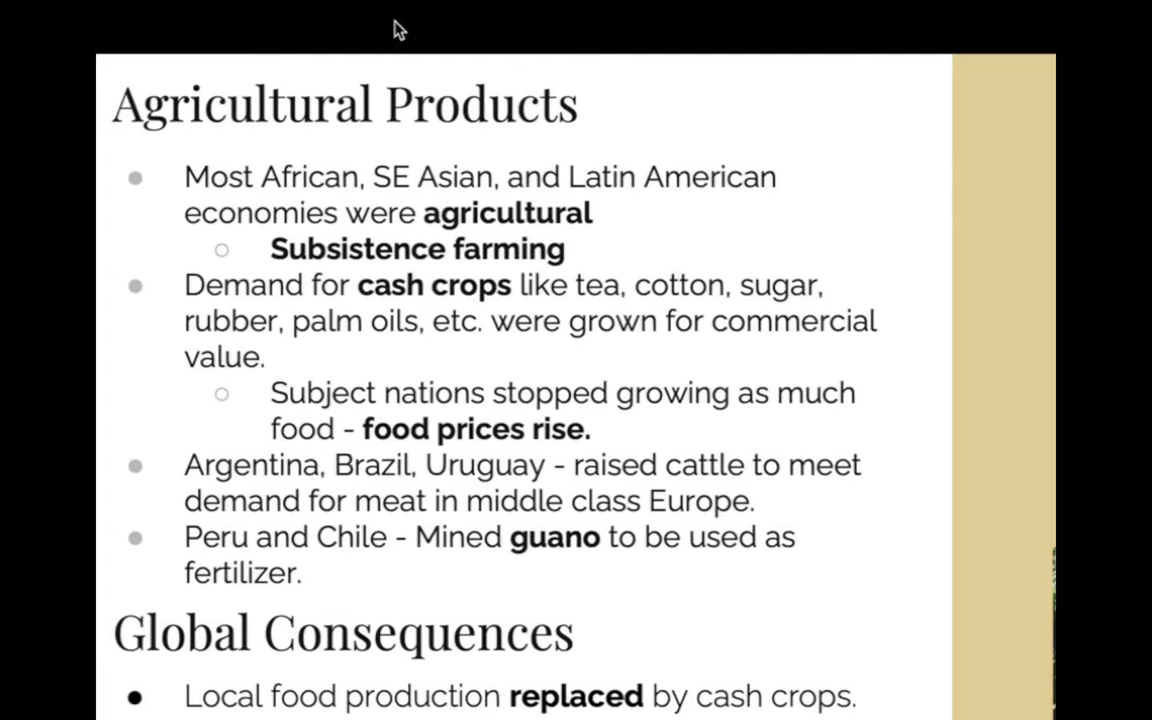 Agricultural Products
● Most African, SE Asian, and Latin American
economies were agricultural
○ Subsistence farming
● Demand for cash crops like tea, cotton, sugar,
rubber, palm oils, etc. were grown for commercial
value.
○ Subject nations stopped growing as much
food - food prices rise.
● Argentina, Brazil, Uruguay - raised cattle to meet
demand for meat in middle class Europe.
● Peru and Chile - Mined guano to be used as
fertilizer.
Global Consequences
● Local food production replaced by cash crops.